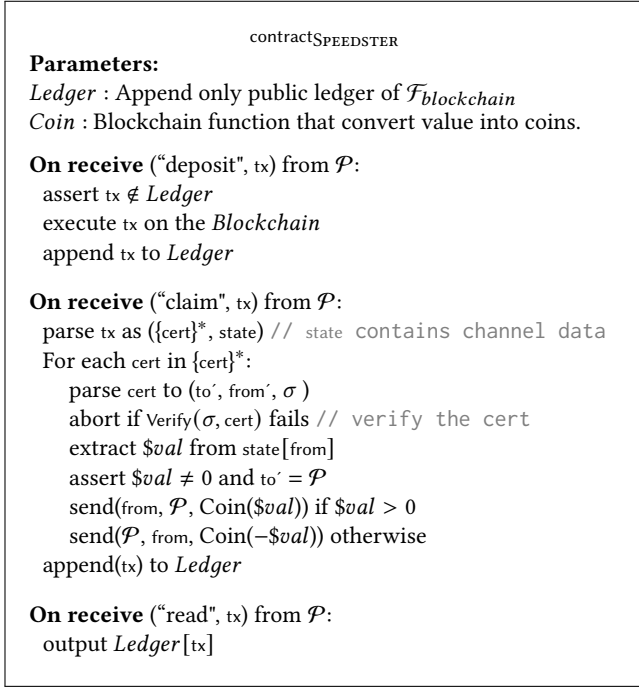 contractSPEEDSTER
Parameters:
Ledger : Append only public ledger of ℱblockchain
Coin : Blockchain function that convert value into coins.
On receive (“deposit", tx) from 𝒫:
assert tx ∉ Ledger
execute tx on the Blockchain
append tx to Ledger
On receive (“claim", tx) from 𝒫:
parse tx as ({cert}*, state) // state contains channel data
For each cert in {cert}*:
parse cert to (to´, from´, σ )
abort if Verify(σ, cert) fails // verify the cert
extract $val from state[from]
assert $val ≠ 0 and to´ = 𝒫
send(from, 𝒫, Coin($val)) if $val > 0
send(𝒫, from, Coin(−$val)) otherwise
append(tx) to Ledger
On receive (“read", tx) from 𝒫:
output Ledger[tx]